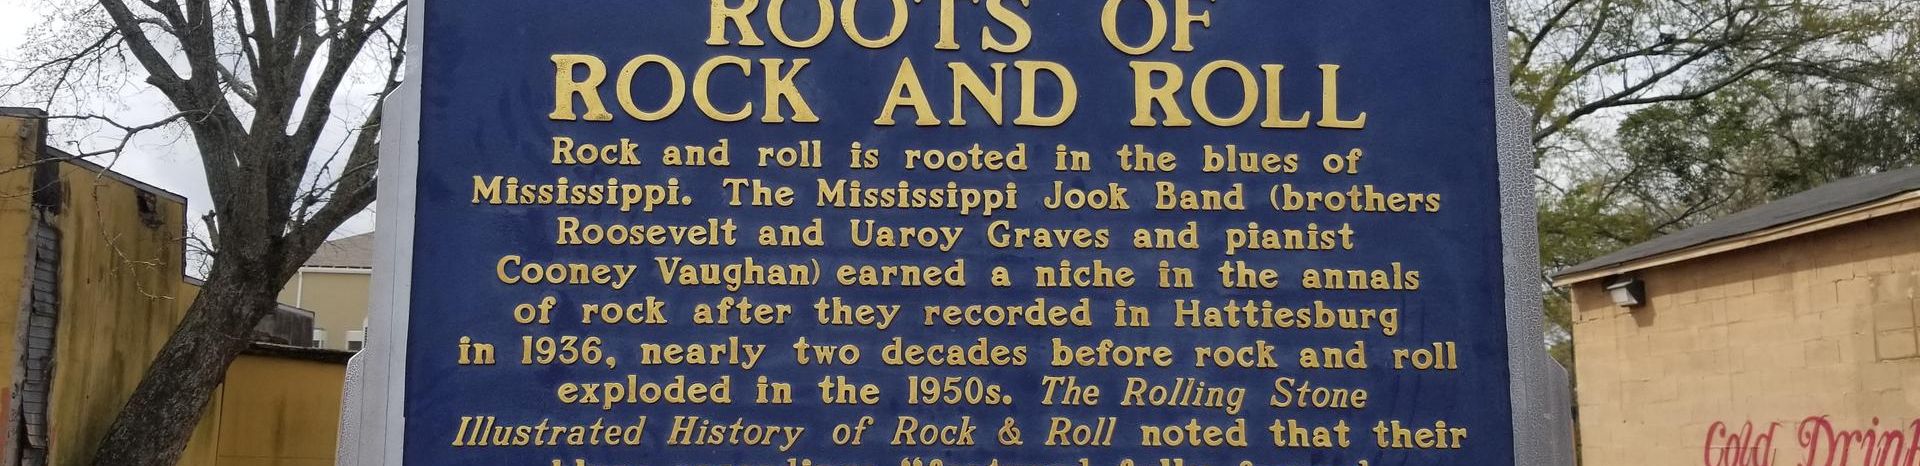 ROOTS OF
ROCK AND ROLL
Rock and roll is rooted in the blues of
Mississippi. The Mississippi Jook Band (brothers
Roosevelt and Uaroy Graves and pianist
Cooney Vaughan) earned a niche in the annals
of rock after they recorded in Hattiesburg
in 1936, nearly two decades before rock and roll
exploded in the 1950s. The Rolling Stone
Illustrated History of Rock & Roll noted that their
Cold Drink